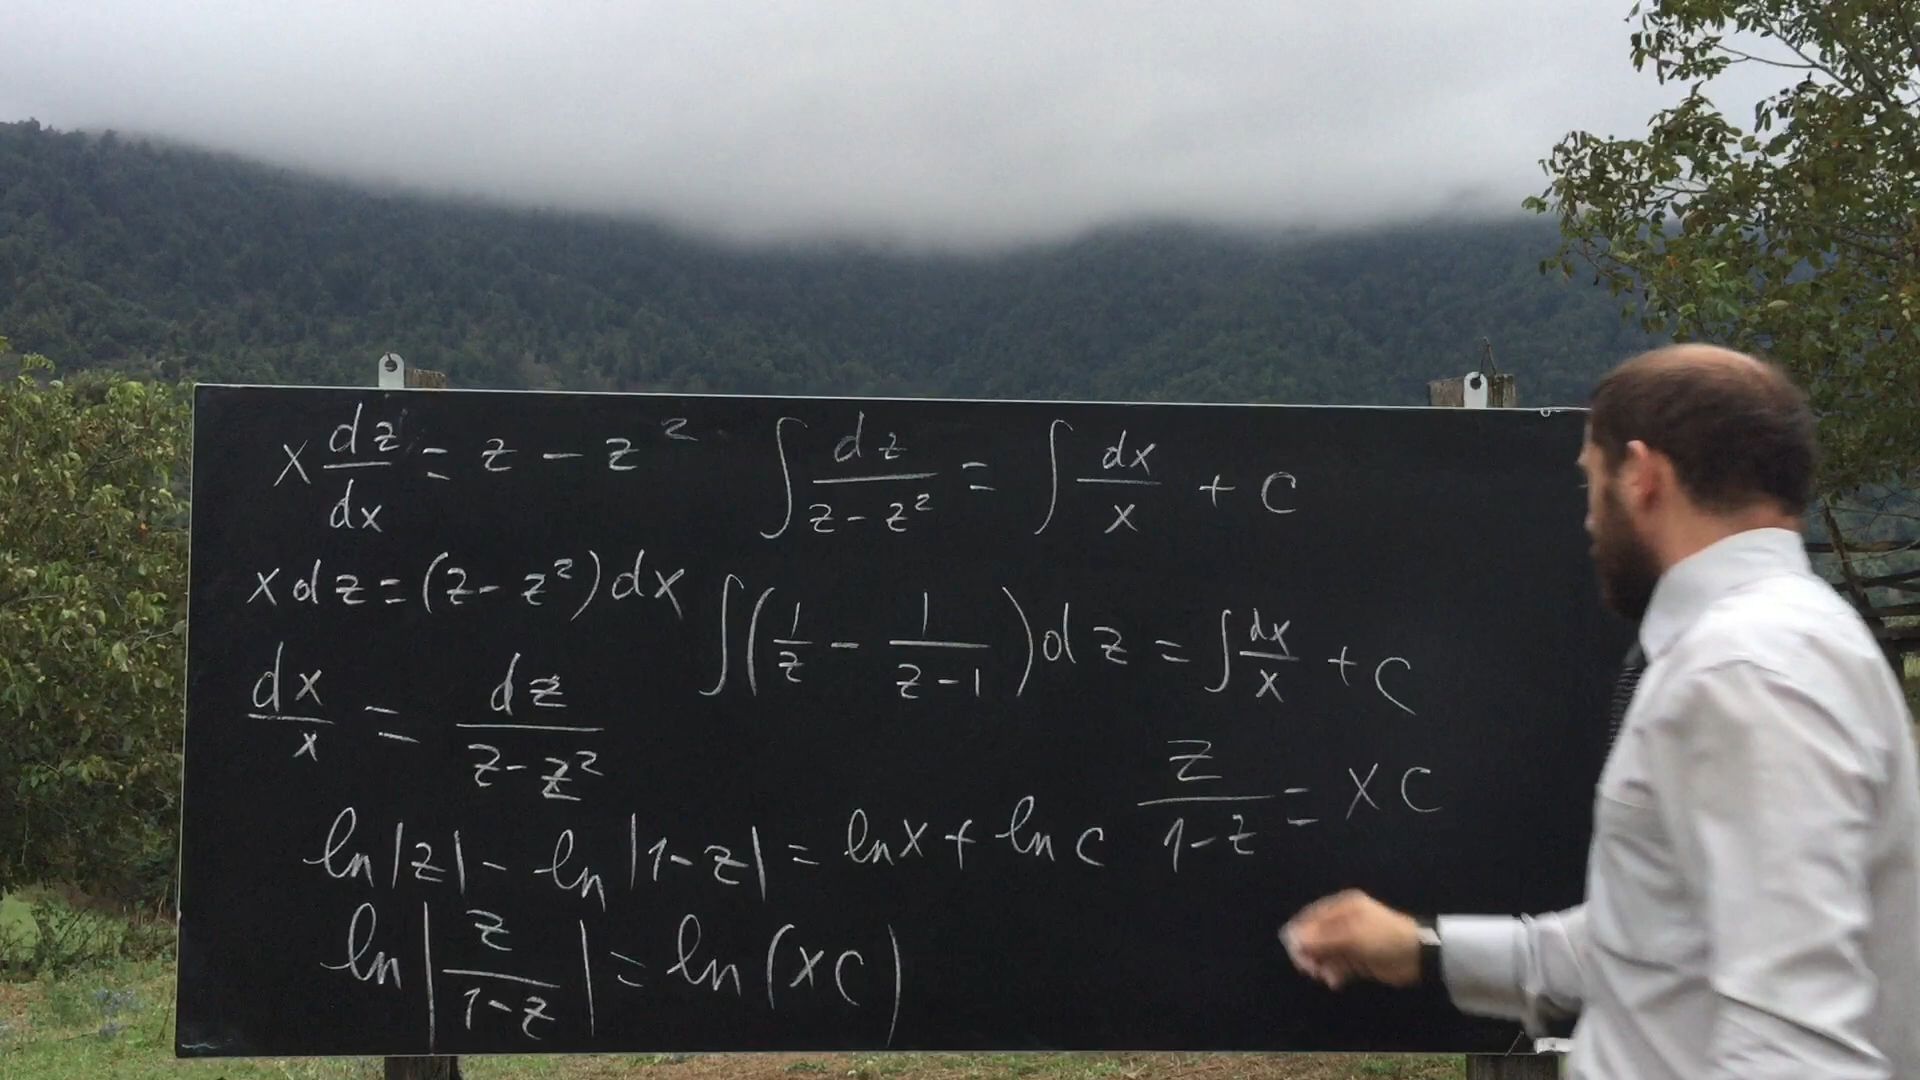 x dz/dx = z - z²
x dz = (z - z²) dx
dx/x = dz/(z - z²)
∫ dz/(z - z²) = ∫ dx/x + c
∫ (1/z - 1/(z-1)) dz = ∫ dx/x + c
ln|z| - ln|1-z| = ln x + ln c
ln|z/(1-z)| = ln(xc)
z/(1-z) = xc